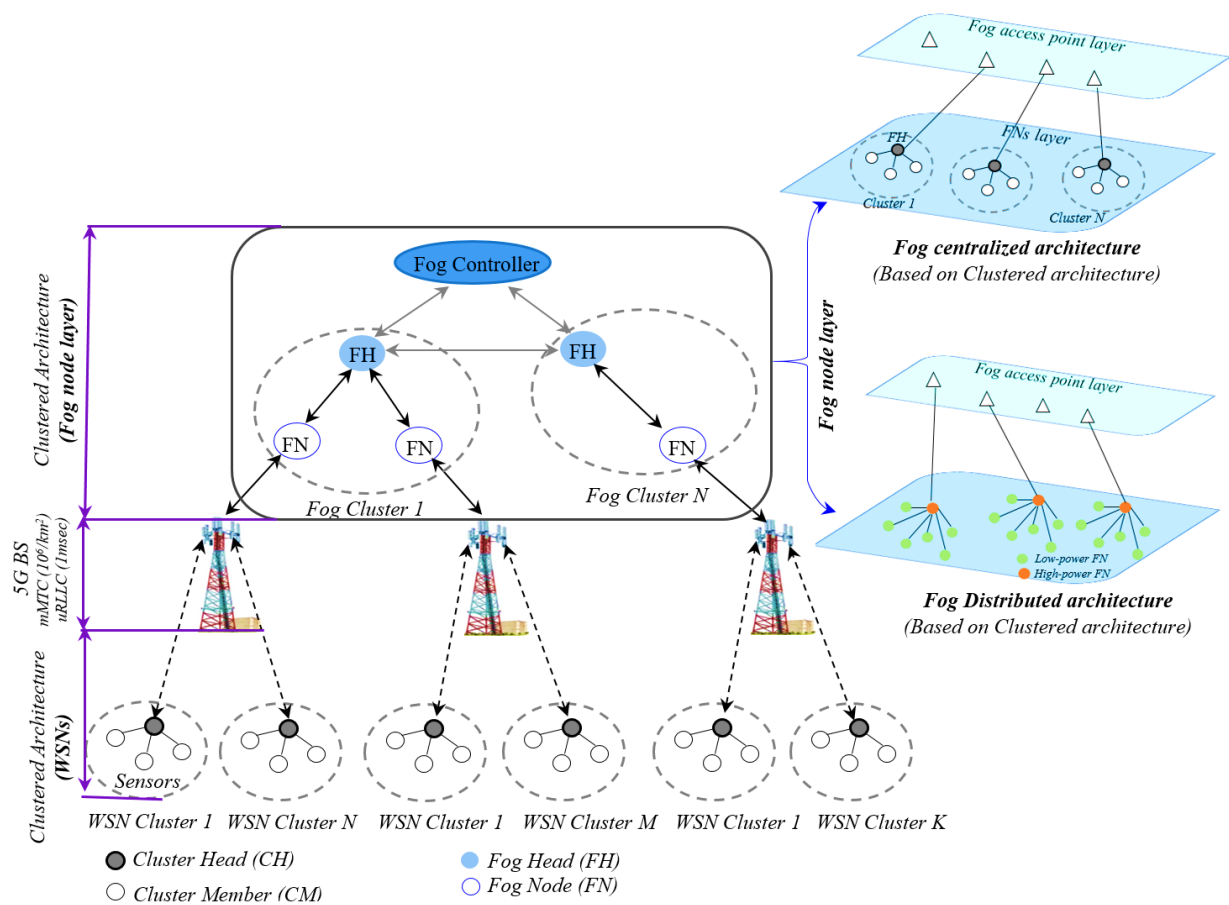 Fog access point layer
FH
FNs layer
Cluster 1
Cluster N
Fog centralized architecture
(Based on Clustered architecture)
Clustered Architecture
(Fog node layer)
Fog Controller
FH
FH
FN
FN
FN
Fog Cluster 1
Fog Cluster N
Fog node layer
Fog access point layer
Low-power FN
High-power FN
Fog Distributed architecture
(Based on Clustered architecture)
5G BS
mMTC (10⁶/km²)
uRLLC (1msec)
Clustered Architecture
(WSNs)
Sensors
WSN Cluster 1
WSN Cluster N
WSN Cluster 1
WSN Cluster M
WSN Cluster 1
WSN Cluster K
Cluster Head (CH)
Fog Head (FH)
Cluster Member (CM)
Fog Node (FN)